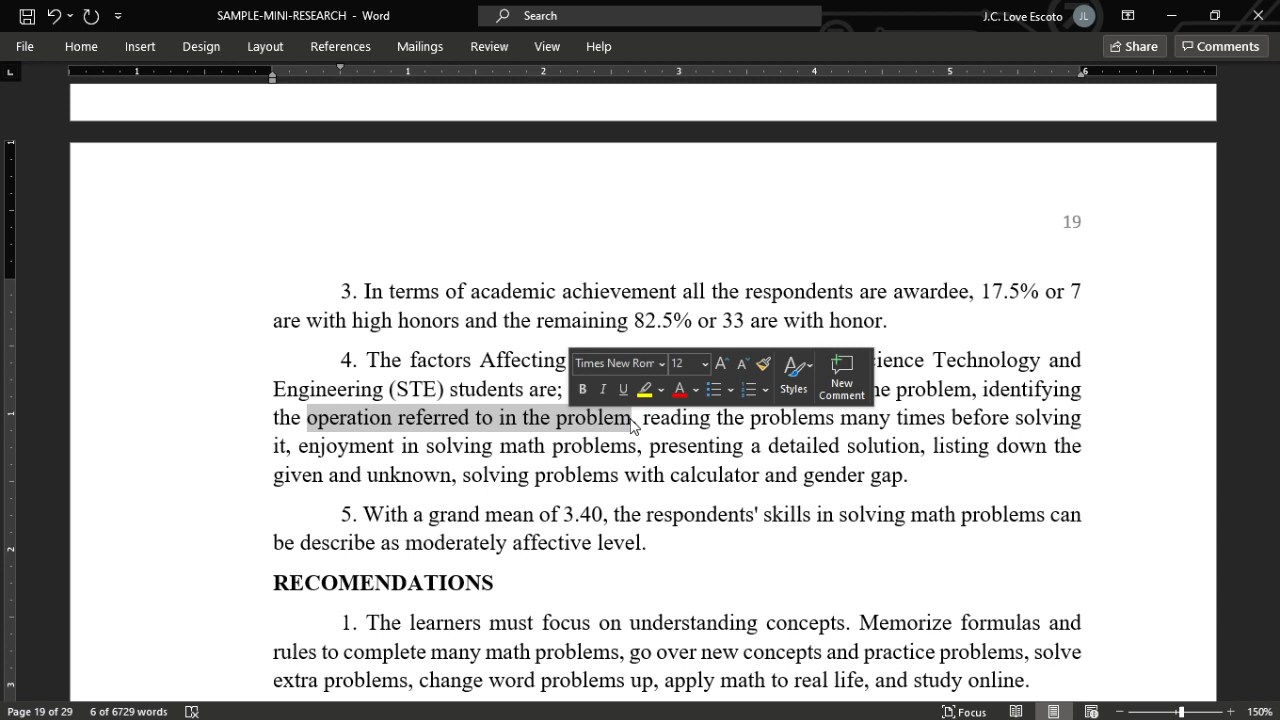 SAMPLE-MINI-RESEARCH - Word
Search
J.C. Love Escoto JL
File Home Insert Design Layout References Mailings Review View Help
Share Comments
1 1 2 3 4 5 6
19
3. In terms of academic achievement all the respondents are awardee, 17.5% or 7
are with high honors and the remaining 82.5% or 33 are with honor.
4. The factors Affecting Technology and
Times New Rom 12
Styles
New
Comment
Engineering (STE) students are; problem, identifying
the operation referred to in the problem, reading the problems many times before solving
it, enjoyment in solving math problems, presenting a detailed solution, listing down the
given and unknown, solving problems with calculator and gender gap.
5. With a grand mean of 3.40, the respondents' skills in solving math problems can
be describe as moderately affective level.
RECOMENDATIONS
1. The learners must focus on understanding concepts. Memorize formulas and
rules to complete many math problems, go over new concepts and practice problems, solve
extra problems, change word problems up, apply math to real life, and study online.
Page 19 of 29 6 of 6729 words Focus 150%